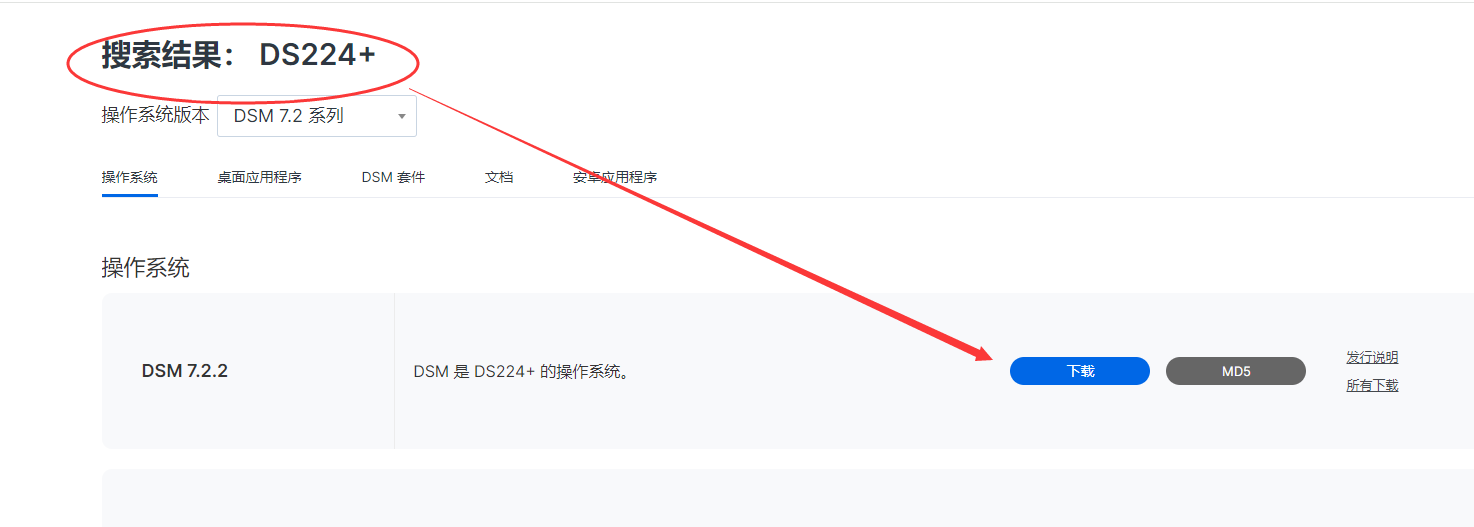 搜索结果： DS224+
操作系统版本 DSM 7.2 系列
操作系统 桌面应用程序 DSM 套件 文档 安卓应用程序
操作系统
DSM 7.2.2 DSM 是 DS224+ 的操作系统。 下载 MD5
发行说明
所有下载